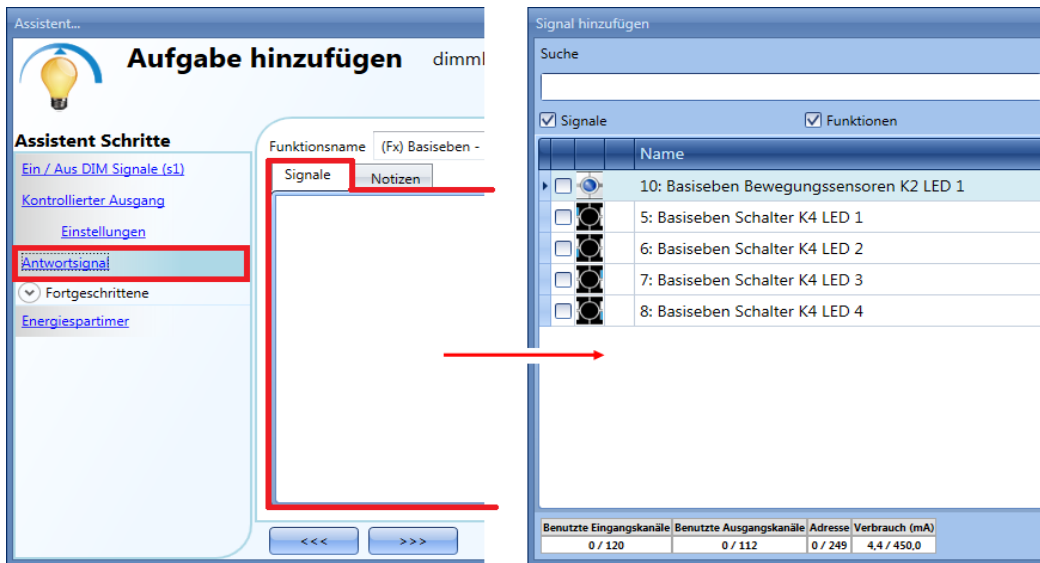 Assistent...
Aufgabe hinzufügen
Assistent Schritte
Ein / Aus DIM Signale (s1)
Kontrollierter Ausgang
Einstellungen
Antwortsignal
Fortgeschrittene
Energiespartimer
Funktionsname (Fx) Basiseben -
Signale Notizen
<<< >>>
Signal hinzufügen
Suche
Signale Funktionen
Name
10: Basiseben Bewegungssensoren K2 LED 1
5: Basiseben Schalter K4 LED 1
6: Basiseben Schalter K4 LED 2
7: Basiseben Schalter K4 LED 3
8: Basiseben Schalter K4 LED 4
Benutzte Eingangskanäle Benutzte Ausgangskanäle Adresse Verbrauch (mA)
0 / 120 0 / 112 0 / 249 4,4 / 450,0